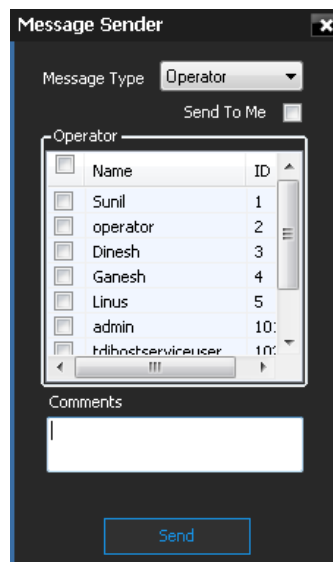 Message Sender
Message Type Operator
Send To Me
Operator
Name ID
Sunil 1
operator 2
Dinesh 3
Ganesh 4
Linus 5
admin
tdihostserviceuser
Comments
Send